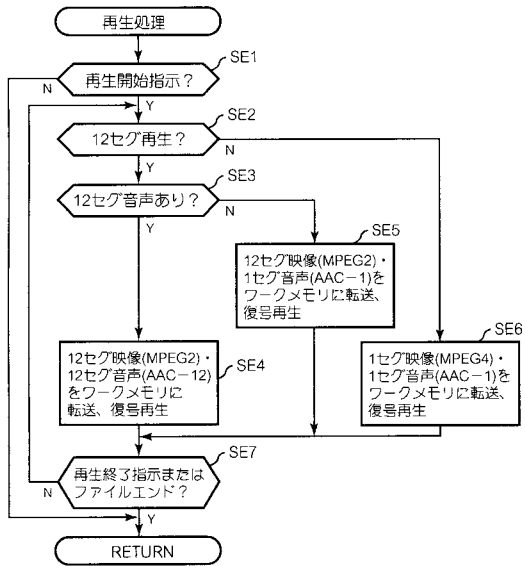 再生処理
SE1
再生開始指示?
N
Y
SE2
12セグ再生?
N
Y
SE3
12セグ音声あり?
N
Y
SE5
12セグ映像(MPEG2)・
1セグ音声(AAC-1)を
ワークメモリに転送、
復号再生
SE4
12セグ映像(MPEG2)・
12セグ音声(AAC-12)
をワークメモリに
転送、復号再生
SE6
1セグ映像(MPEG4)・
1セグ音声(AAC-1)を
ワークメモリに転送、
復号再生
SE7
再生終了指示または
ファイルエンド?
N
Y
RETURN